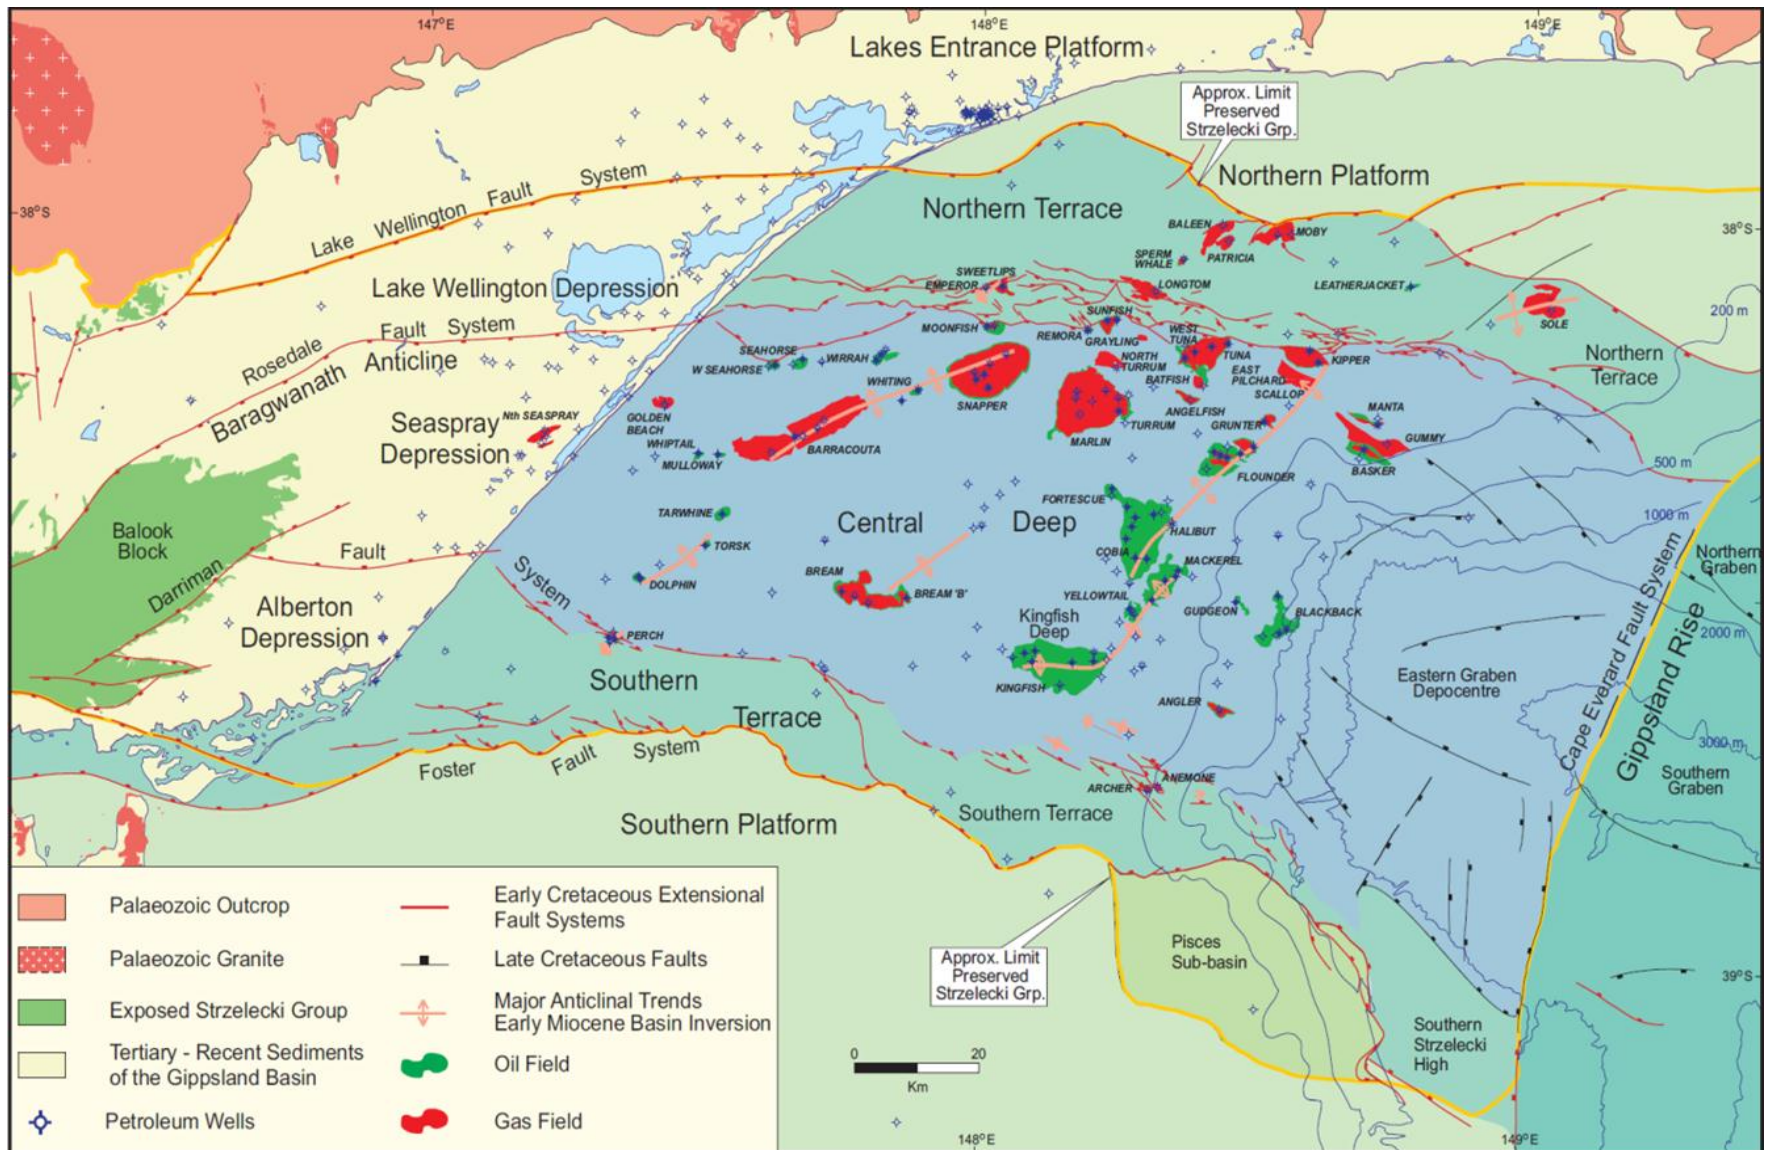 147°E
148°E
149°E
Lakes Entrance Platform
Approx. Limit
Preserved
Strzelecki Grp.
Northern Platform
38°S
Lake Wellington Fault System
Northern Terrace
38°S
BALEEN
MOBY
PATRICIA
SPERM
WHALE
SWEETLIPS
EMPEROR
LONGTOM
LEATHERJACKET
SOLE
200 m
Lake Wellington Depression
Rosedale Fault System
Baragwanath Anticline
MOONFISH
SUNFISH
REMORA
GRAYLING
WEST
TUNA
TUNA
KIPPER
Northern
Terrace
SEAHORSE
W SEAHORSE
WIRRAH
WHITING
SNAPPER
NORTH
TURRUM
BATFISH
EAST
PILCHARD
SCALLOP
ANGELFISH
MARLIN
TURRUM
GRUNTER
MANTA
GUMMY
BASKER
Seaspray
Depression
Nth SEASPRAY
GOLDEN
BEACH
WHIPTAIL
MULLOWAY
BARRACOUTA
FLOUNDER
500 m
Balook
Block
TARWHINE
Central Deep
FORTESCUE
HALIBUT
1000 m
Darriman Fault System
TORSK
DOLPHIN
COBIA
MACKEREL
Northern
Graben
Alberton
Depression
BREAM
BREAM 'B'
YELLOWTAIL
GUDGEON
BLACKBACK
PERCH
Kingfish
Deep
KINGFISH
2000 m
Cape Everard Fault System
Gippsland Rise
Eastern Graben
Depocentre
Southern
Terrace
ANGLER
3000 m
Foster Fault System
ANEMONE
ARCHER
Southern
Graben
Southern Platform
Southern Terrace
Approx. Limit
Preserved
Strzelecki Grp.
Pisces
Sub-basin
39°S
Southern
Strzelecki
High
0 20
Km
148°E
149°E
Palaeozoic Outcrop
Palaeozoic Granite
Exposed Strzelecki Group
Tertiary - Recent Sediments
of the Gippsland Basin
Petroleum Wells
Early Cretaceous Extensional
Fault Systems
Late Cretaceous Faults
Major Anticlinal Trends
Early Miocene Basin Inversion
Oil Field
Gas Field